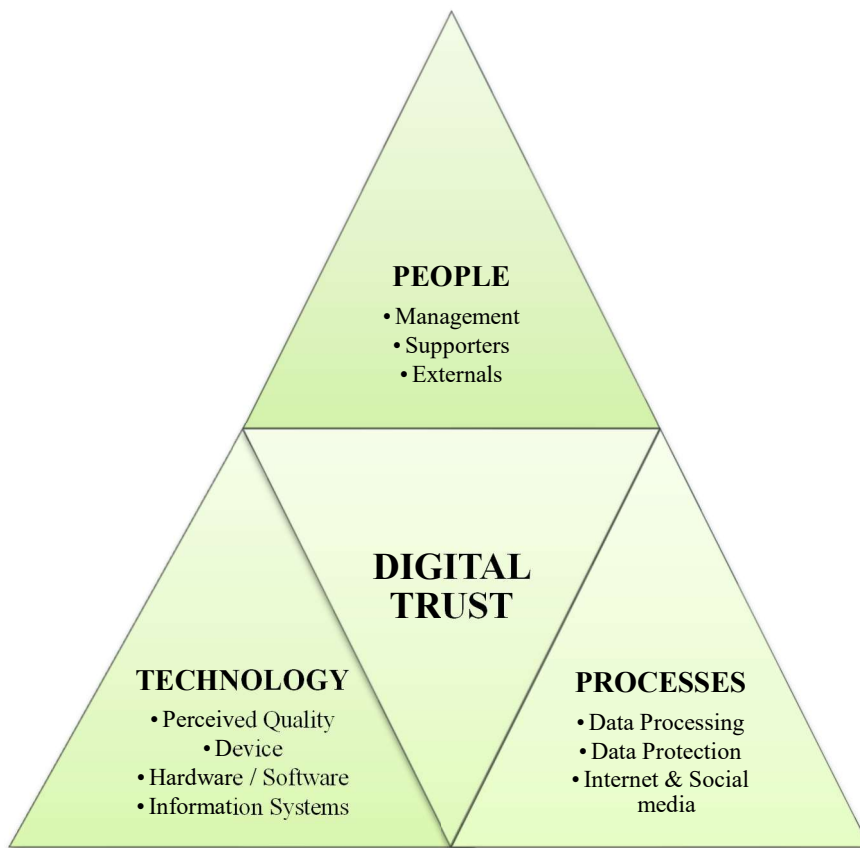 PEOPLE
• Management
• Supporters
• Externals
DIGITAL
TRUST
TECHNOLOGY
• Perceived Quality
• Device
• Hardware / Software
• Information Systems
PROCESSES
• Data Processing
• Data Protection
• Internet & Social
media